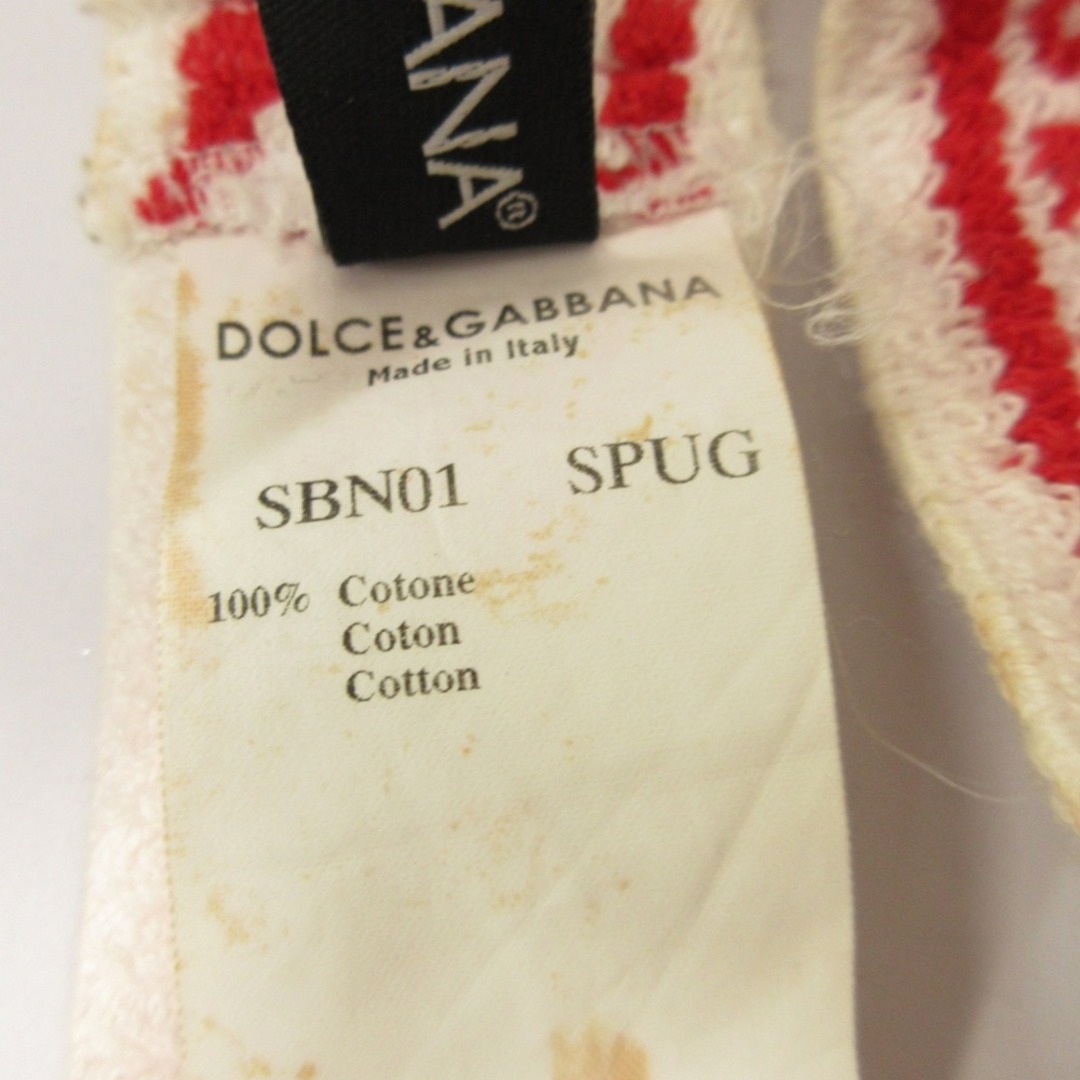 ANA®
DOLCE&GABBANA
Made in Italy
SBN01 SPUG
100% Cotone
Coton
Cotton